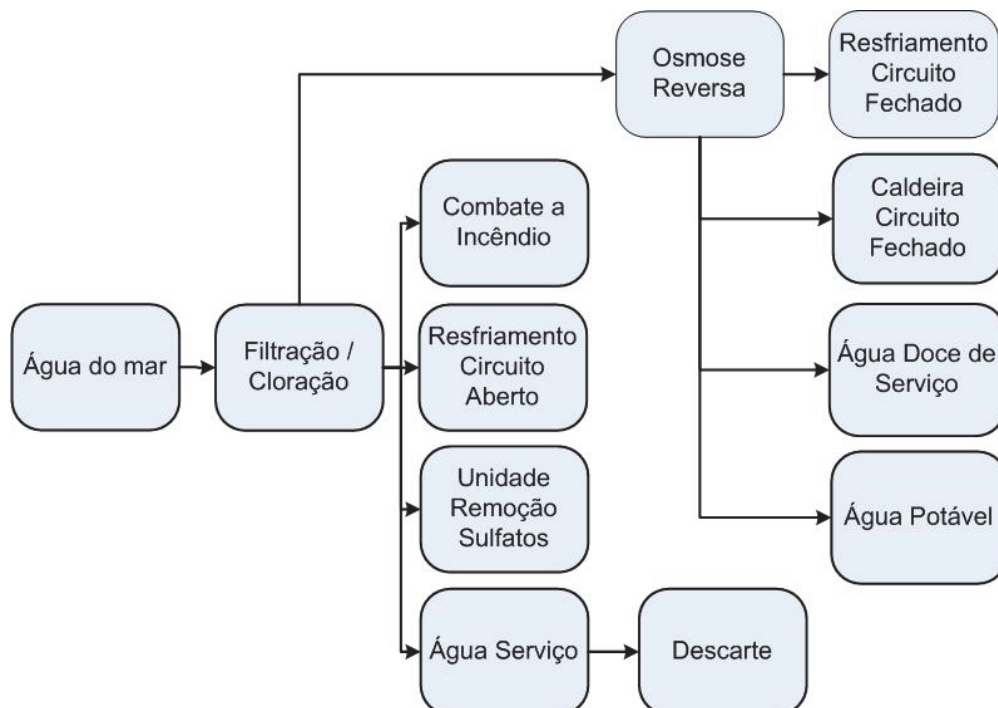 Osmose
Reversa
Resfriamento
Circuito
Fechado
Combate a
Incêndio
Caldeira
Circuito
Fechado
Água do mar
Filtração /
Cloração
Resfriamento
Circuito
Aberto
Água Doce de
Serviço
Unidade
Remoção
Sulfatos
Água Potável
Água Serviço
Descarte